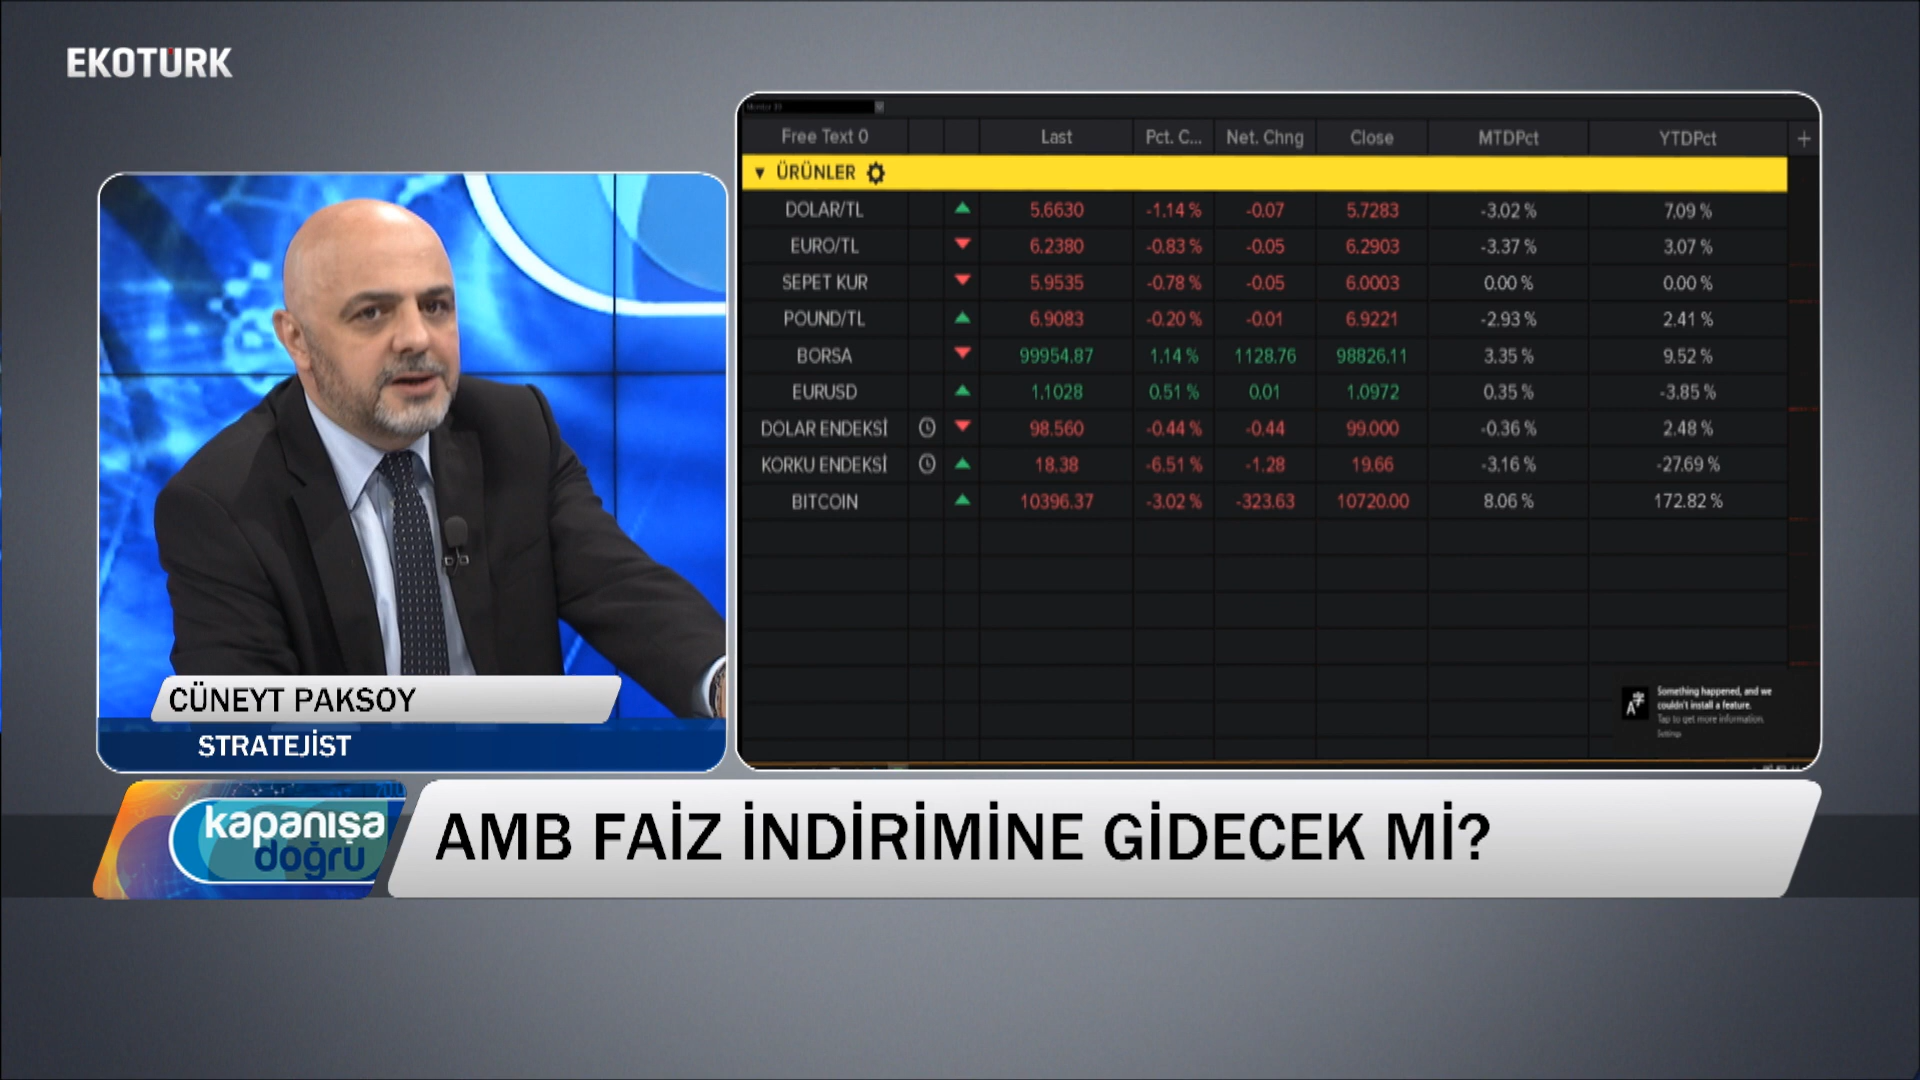 EKOTÜRK
Free Text 0 Last Pct. C... Net. Chng Close MTDPct YTDPct +
ÜRÜNLER
DOLAR/TL 5.6630 -1.14 % -0.07 5.7283 -3.02 % 7.09 %
EURO/TL 6.2380 -0.83 % -0.05 6.2903 -3.37 % 3.07 %
SEPET KUR 5.9535 -0.78 % -0.05 6.0003 0.00 % 0.00 %
POUND/TL 6.9083 -0.20 % -0.01 6.9221 -2.93 % 2.41 %
BORSA 99954.87 1.14 % 1128.76 98826.11 3.35 % 9.52 %
EURUSD 1.1028 0.51 % 0.01 1.0972 0.35 % -3.85 %
DOLAR ENDEKSİ 98.560 -0.44 % -0.44 99.000 -0.36 % 2.48 %
KORKU ENDEKSİ 18.38 -6.51 % -1.28 19.66 -3.16 % -27.69 %
BITCOIN 10396.37 -3.02 % -323.63 10720.00 8.06 % 172.82 %
Something happened, and we
couldn't install a feature.
Tap to get more information.
Settings
CÜNEYT PAKSOY
STRATEJİST
kapanışa
doğru
AMB FAİZ İNDİRİMİNE GİDECEK Mİ?